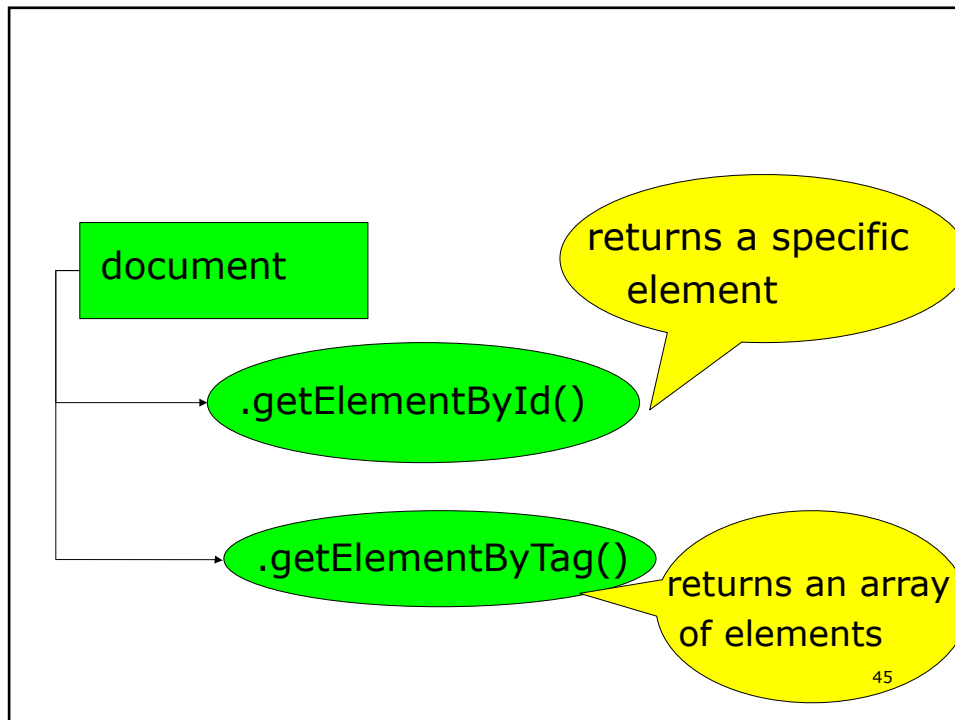 document
returns a specific
element
.getElementById()
.getElementByTag()
returns an array
of elements
45